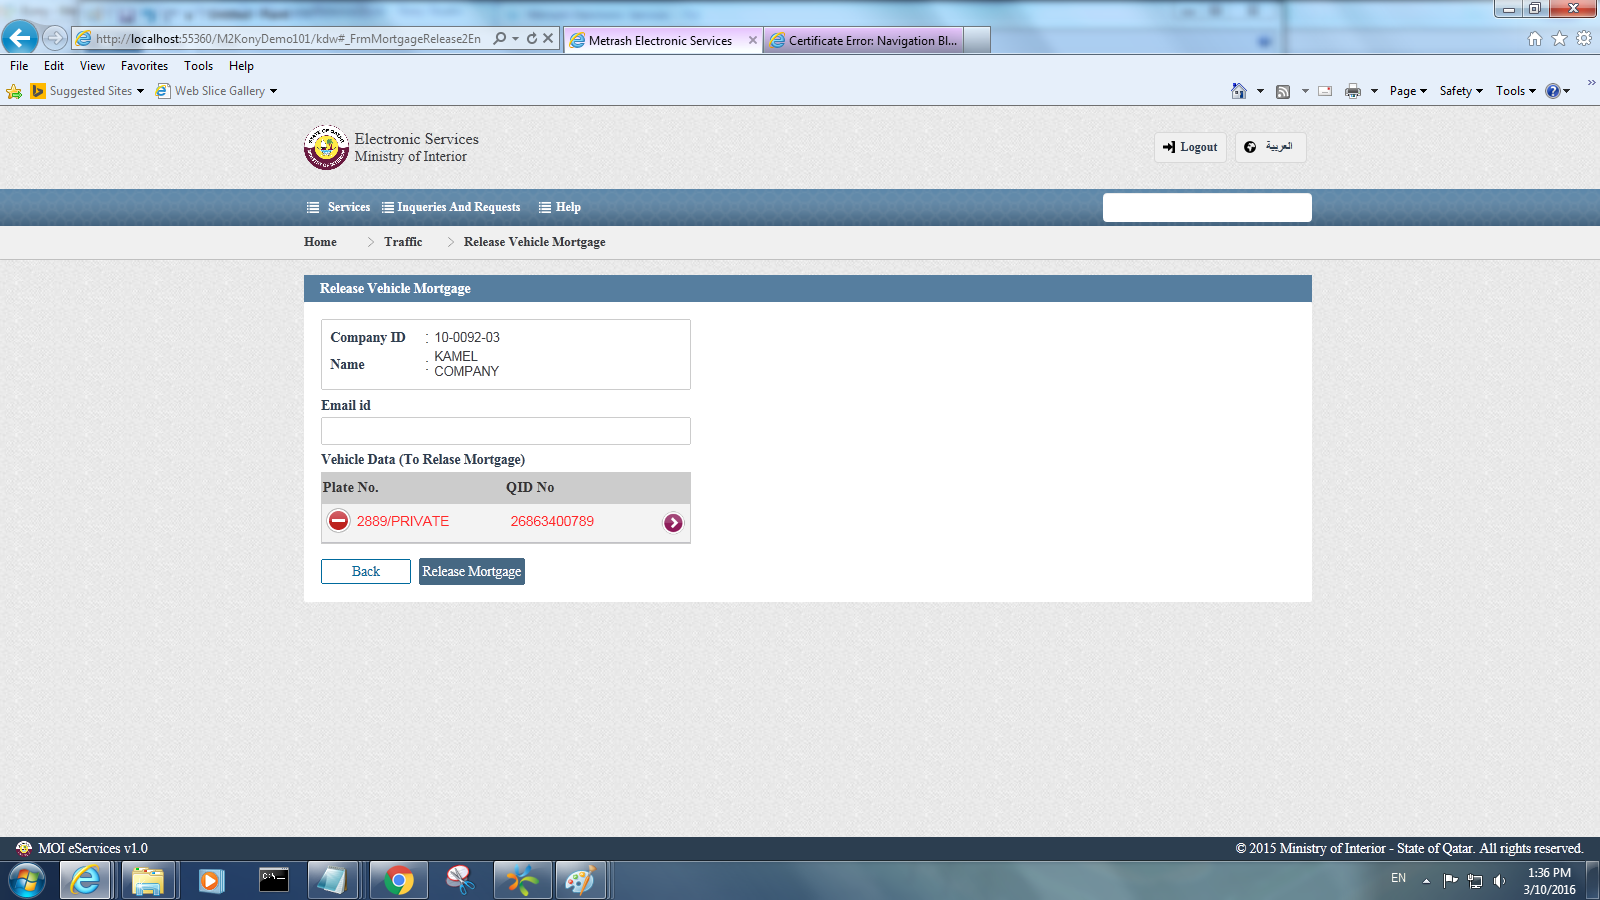 http://localhost:55360/M2KonyDemo101/kdw#_FrmMortgageRelease2En
Metrash Electronic Services
Certificate Error: Navigation Bl...
File Edit View Favorites Tools Help
Suggested Sites Web Slice Gallery
Page Safety Tools
Electronic Services
Ministry of Interior
Logout العربية
Services Inqueries And Requests Help
Home Traffic Release Vehicle Mortgage
Release Vehicle Mortgage
Company ID : 10-0092-03
Name : KAMEL
COMPANY
Email id
Vehicle Data (To Relase Mortgage)
Plate No. QID No
2889/PRIVATE 26863400789
Back Release Mortgage
MOI eServices v1.0
© 2015 Ministry of Interior - State of Qatar. All rights reserved.
EN
1:36 PM
3/10/2016